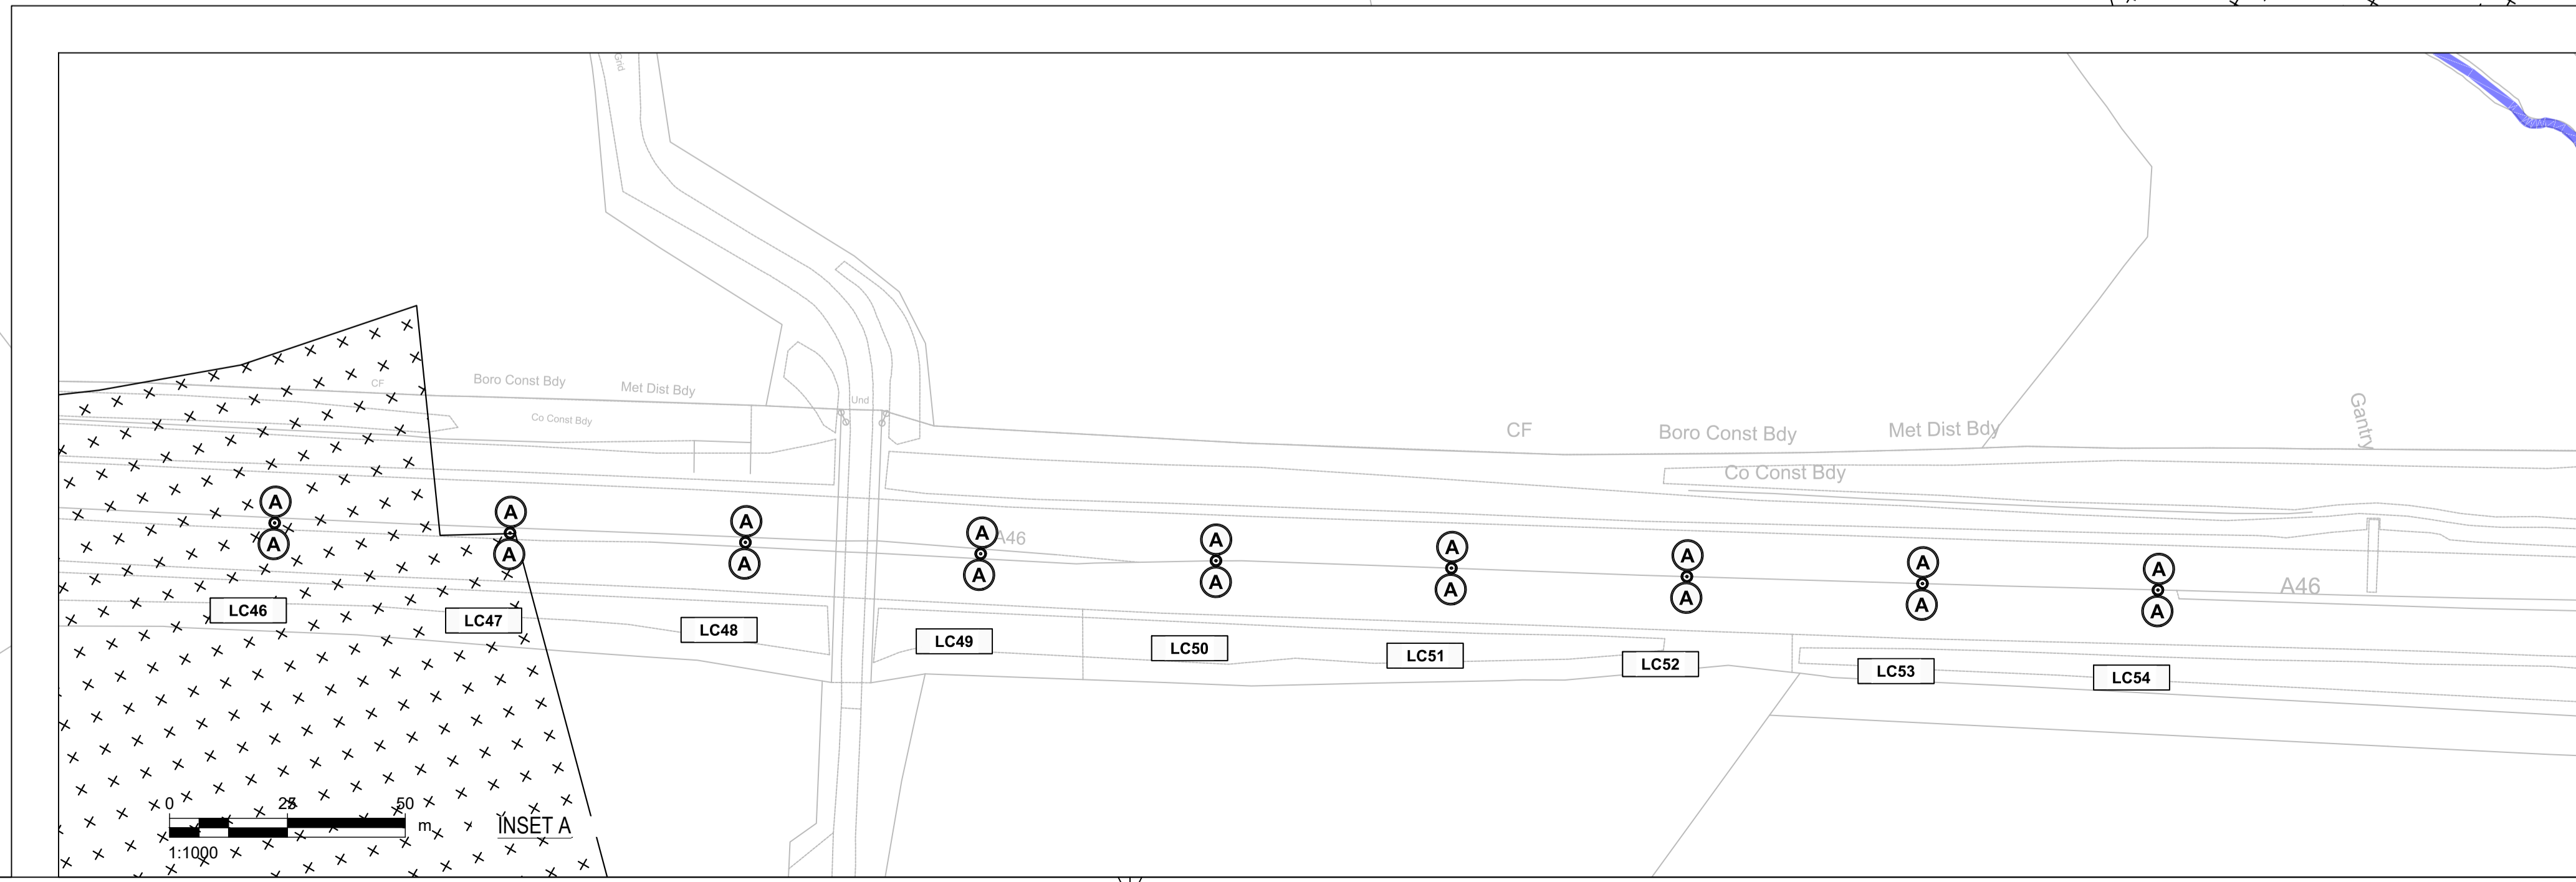 Grid
CF
Boro Const Bdy
Met Dist Bdy
Co Const Bdy
Und
CF
Boro Const Bdy
Met Dist Bdy
Co Const Bdy
Gantry
A A A A A A A A A
A46
A A A A A A A A A
A46
LC46
LC47
LC48
LC49
LC50
LC51
LC52
LC53
LC54
0 25 50
m
1:1000
INSET A